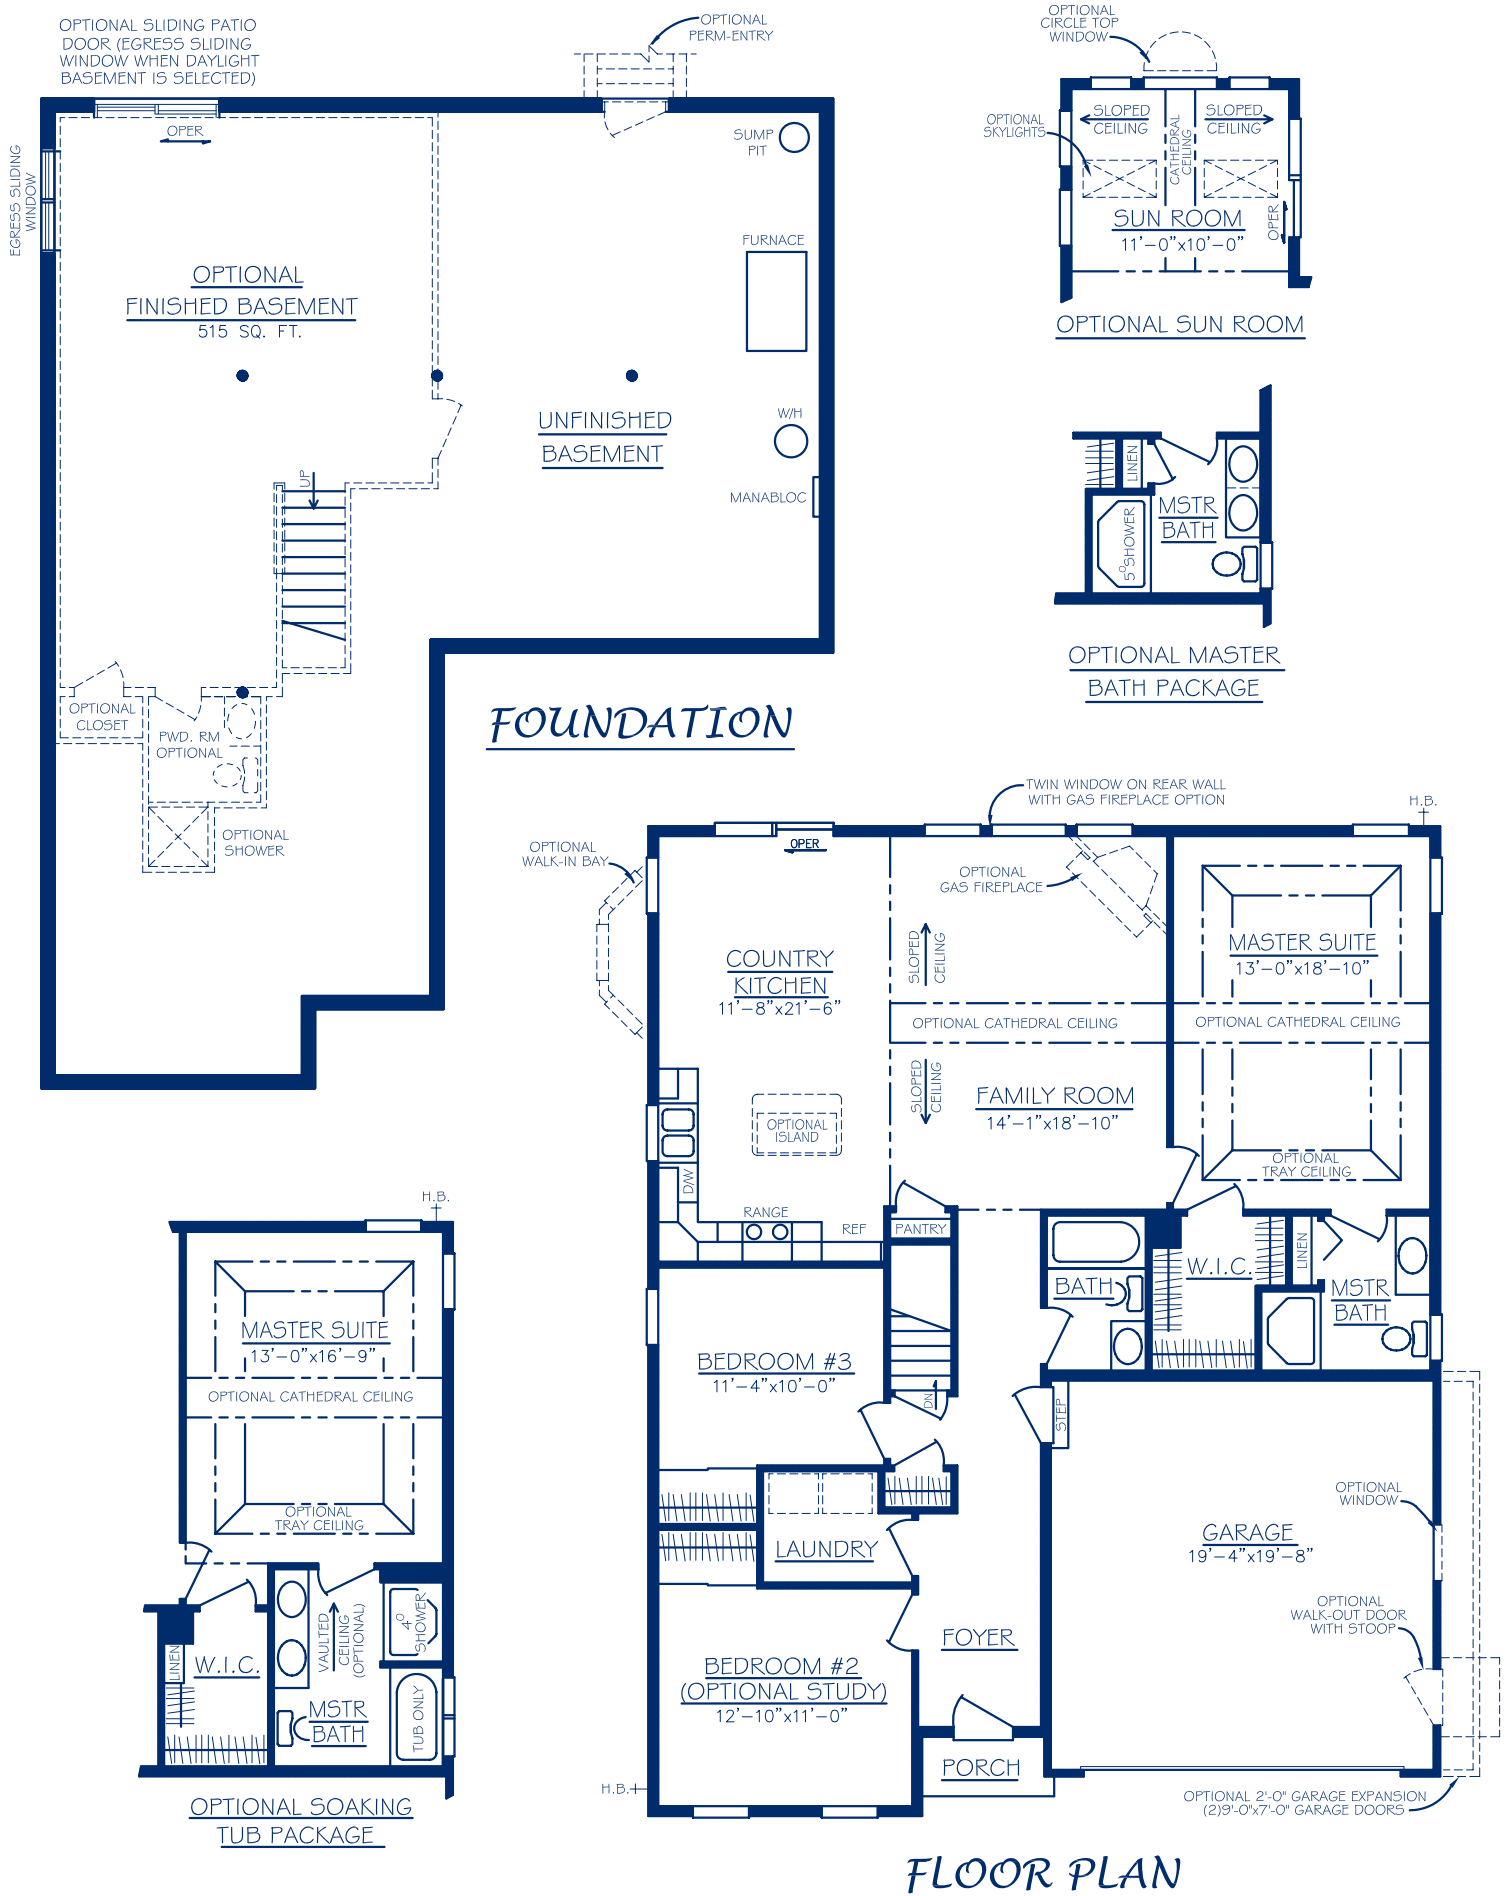 OPTIONAL SLIDING PATIO
DOOR (EGRESS SLIDING
WINDOW WHEN DAYLIGHT
BASEMENT IS SELECTED)
OPTIONAL
PERM-ENTRY
OPER
EGRESS SLIDING
WINDOW
SUMP
PIT
FURNACE
OPTIONAL
FINISHED BASEMENT
515 SQ. FT.
W/H
UNFINISHED
BASEMENT
MANABLOC
UP
OPTIONAL
CLOSET
PWD. RM
OPTIONAL
OPTIONAL
SHOWER
FOUNDATION
OPTIONAL
CIRCLE TOP
WINDOW
SLOPED
CEILING
SLOPED
CEILING
OPTIONAL
SKYLIGHTS
CATHEDRAL
CEILING
SUN ROOM
11'-0"x10'-0"
OPER
OPTIONAL SUN ROOM
LINEN
MSTR
BATH
5⁰SHOWER
OPTIONAL MASTER
BATH PACKAGE
TWIN WINDOW ON REAR WALL
WITH GAS FIREPLACE OPTION
H.B.
OPTIONAL
WALK-IN BAY
OPER
OPTIONAL
GAS FIREPLACE
SLOPED
CEILING
COUNTRY
KITCHEN
11'-8"x21'-6"
MASTER SUITE
13'-0"x18'-10"
OPTIONAL CATHEDRAL CEILING
OPTIONAL CATHEDRAL CEILING
SLOPED
CEILING
FAMILY ROOM
14'-1"x18'-10"
OPTIONAL
ISLAND
OPTIONAL
TRAY CEILING
D/W
RANGE
REF
PANTRY
BATH
W.I.C.
LINEN
MSTR
BATH
BEDROOM #3
11'-4"x10'-0"
DN
STEP
LAUNDRY
GARAGE
19'-4"x19'-8"
OPTIONAL
WINDOW
OPTIONAL
WALK-OUT DOOR
WITH STOOP
FOYER
BEDROOM #2
(OPTIONAL STUDY)
12'-10"x11'-0"
PORCH
H.B.
OPTIONAL 2'-0" GARAGE EXPANSION
(2)9'-0"x7'-0" GARAGE DOORS
FLOOR PLAN
H.B.
MASTER SUITE
13'-0"x16'-9"
OPTIONAL CATHEDRAL CEILING
OPTIONAL
TRAY CEILING
LINEN
W.I.C.
VAULTED
CEILING
(OPTIONAL)
4⁰
SHOWER
MSTR
BATH
TUB ONLY
OPTIONAL SOAKING
TUB PACKAGE